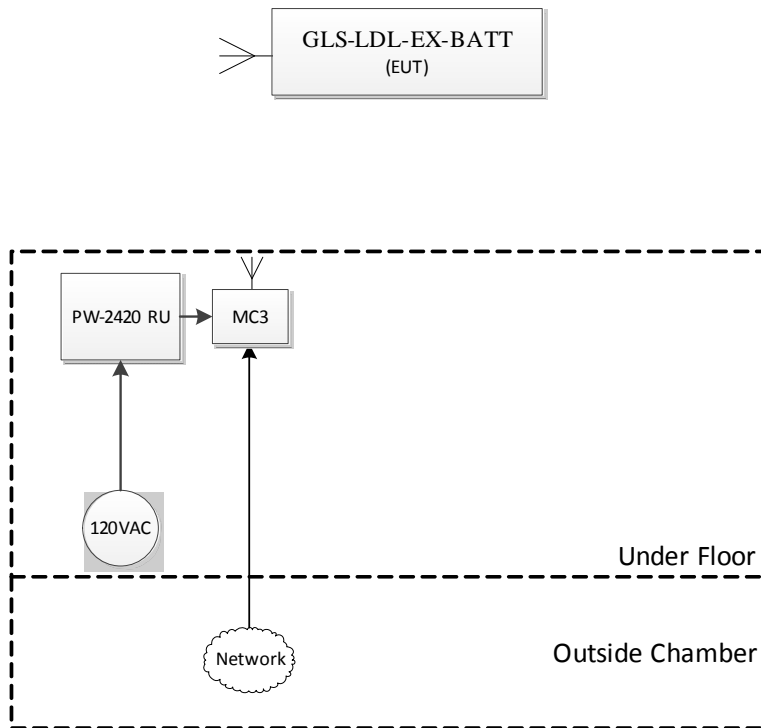 GLS-LDL-EX-BATT
(EUT)
PW-2420 RU
MC3
120VAC
Under Floor
Network
Outside Chamber